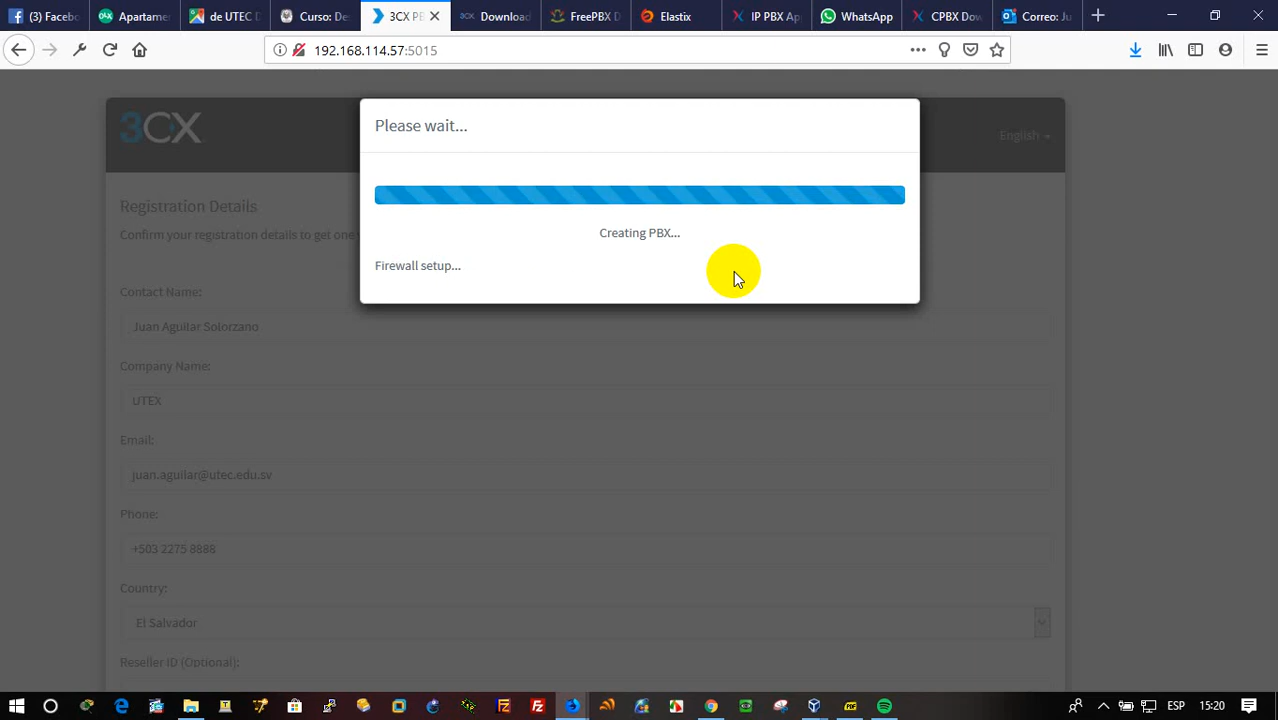 (3) Facebo
Apartame
de UTEC D
Curso: De
3CX PB
Download
FreePBX D
Elastix
IP PBX Ap
WhatsApp
CPBX Dow
Correo: Ju
192.168.114.57:5015
3CX
English
Please wait...
Creating PBX...
Firewall setup...
Registration Details
Confirm your registration details to get one
Contact Name:
Juan Aguilar Solorzano
Company Name:
UTEX
Email:
juan.aguilar@utec.edu.sv
Phone:
+503 2275 8888
Country:
El Salvador
Reseller ID (Optional):
ESP
15:20